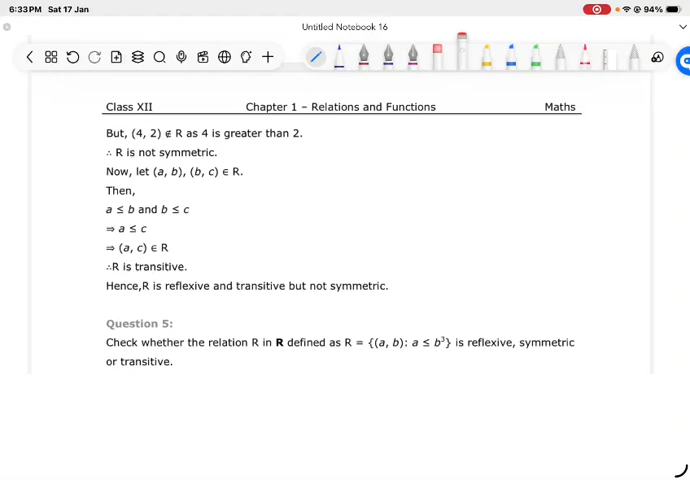 6:33 PM Sat 17 Jan
94%
Untitled Notebook 16
Class XII Chapter 1 – Relations and Functions Maths
But, (4, 2) ∉ R as 4 is greater than 2.
∴ R is not symmetric.
Now, let (a, b), (b, c) ∈ R.
Then,
a ≤ b and b ≤ c
⇒ a ≤ c
⇒ (a, c) ∈ R
∴R is transitive.
Hence,R is reflexive and transitive but not symmetric.
Question 5:
Check whether the relation R in R defined as R = {(a, b): a ≤ b³} is reflexive, symmetric
or transitive.